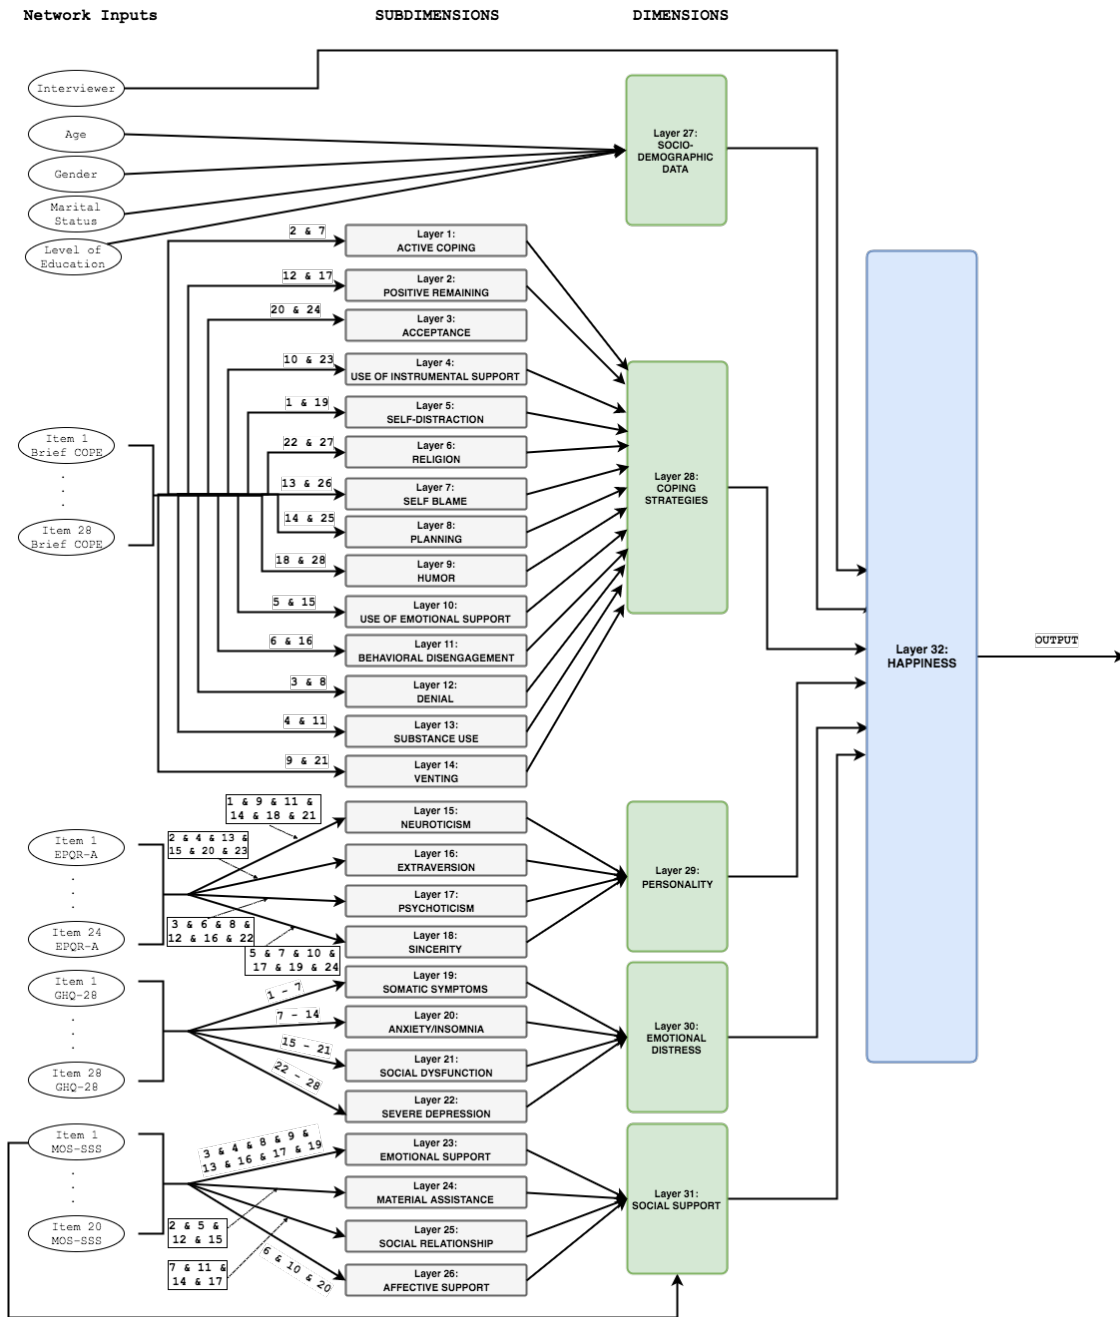 Network Inputs
SUBDIMENSIONS
DIMENSIONS
Interviewer
Age
Gender
Marital
Status
Level of
Education
Layer 27:
SOCIO-
DEMOGRAPHIC
DATA
2 & 7
Layer 1:
ACTIVE COPING
12 & 17
Layer 2:
POSITIVE REMAINING
20 & 24
Layer 3:
ACCEPTANCE
10 & 23
Layer 4:
USE OF INSTRUMENTAL SUPPORT
1 & 19
Layer 5:
SELF-DISTRACTION
22 & 27
Layer 6:
RELIGION
13 & 26
Layer 7:
SELF BLAME
14 & 25
Layer 8:
PLANNING
18 & 28
Layer 9:
HUMOR
5 & 15
Layer 10:
USE OF EMOTIONAL SUPPORT
6 & 16
Layer 11:
BEHAVIORAL DISENGAGEMENT
3 & 8
Layer 12:
DENIAL
4 & 11
Layer 13:
SUBSTANCE USE
9 & 21
Layer 14:
VENTING
Item 1
Brief COPE
.
.
.
Item 28
Brief COPE
Layer 28:
COPING
STRATEGIES
Layer 32:
HAPPINESS
OUTPUT
Item 1
EPQR-A
.
.
.
Item 24
EPQR-A
1 & 9 & 11 &
14 & 18 & 21
2 & 4 & 13 &
15 & 20 & 23
3 & 6 & 8 &
12 & 16 & 22
5 & 7 & 10 &
17 & 19 & 24
Layer 15:
NEUROTICISM
Layer 16:
EXTRAVERSION
Layer 17:
PSYCHOTICISM
Layer 18:
SINCERITY
Layer 29:
PERSONALITY
Item 1
GHQ-28
.
.
.
Item 28
GHQ-28
1 - 7
7 - 14
15 - 21
22 - 28
Layer 19:
SOMATIC SYMPTOMS
Layer 20:
ANXIETY/INSOMNIA
Layer 21:
SOCIAL DYSFUNCTION
Layer 22:
SEVERE DEPRESSION
Layer 30:
EMOTIONAL
DISTRESS
Item 1
MOS-SSS
.
.
.
Item 20
MOS-SSS
3 & 4 & 8 & 9 &
13 & 16 & 17 & 19
2 & 5 &
12 & 15
7 & 11 &
14 & 17
6 & 10 & 20
Layer 23:
EMOTIONAL SUPPORT
Layer 24:
MATERIAL ASSISTANCE
Layer 25:
SOCIAL RELATIONSHIP
Layer 26:
AFFECTIVE SUPPORT
Layer 31:
SOCIAL SUPPORT